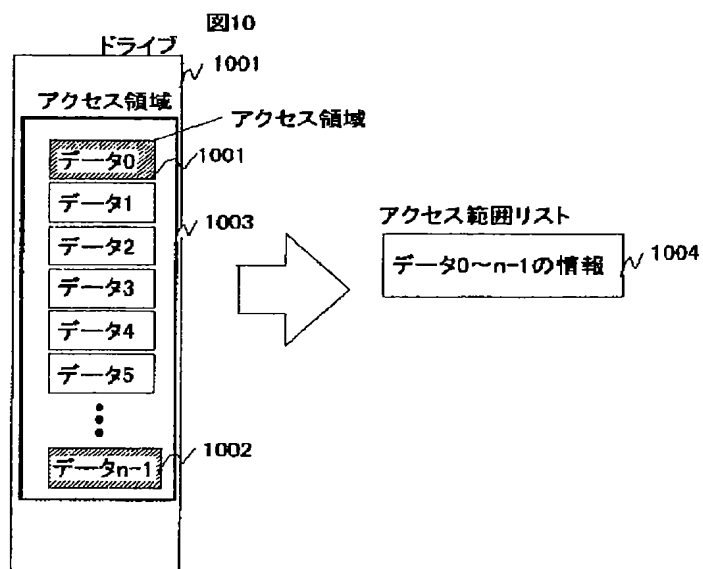 図10
ドライブ
1001
アクセス領域
アクセス領域
データ0
1001
データ1
1003
データ2
データ3
データ4
データ5
データn-1
1002
アクセス範囲リスト
データ0～n-1の情報
1004